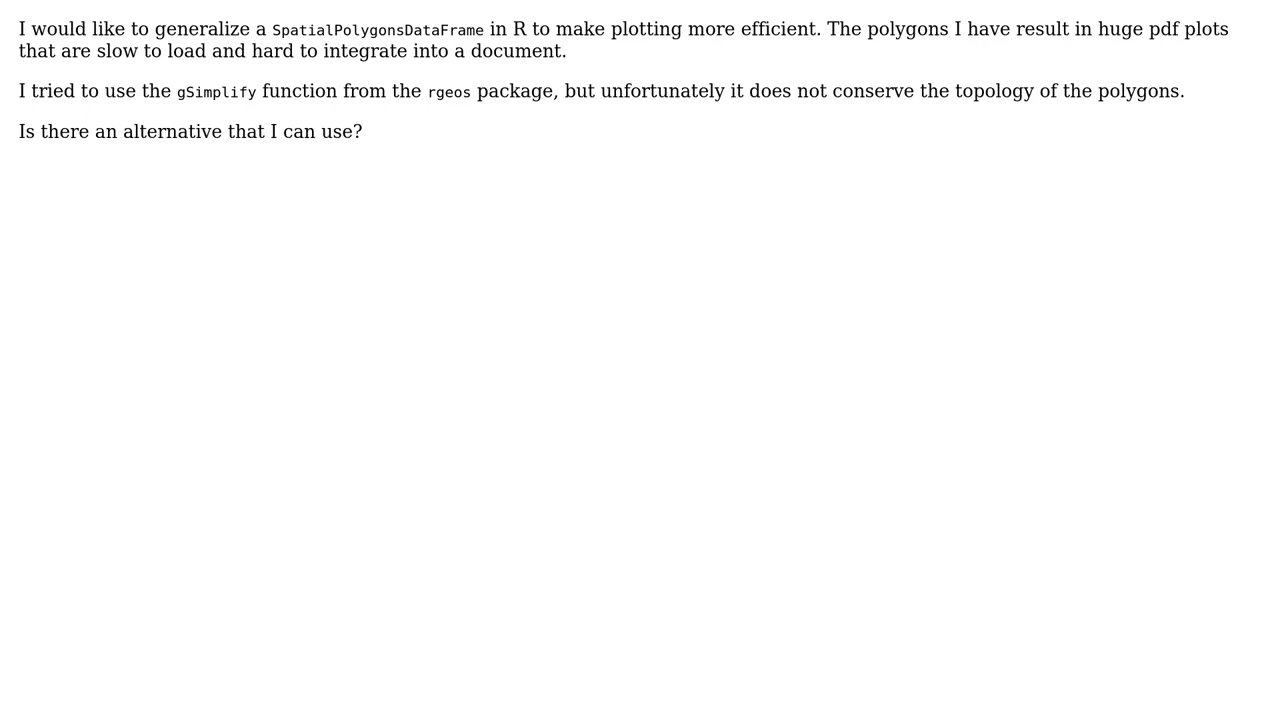 I would like to generalize a SpatialPolygonsDataFrame in R to make plotting more efficient. The polygons I have result in huge pdf plots
that are slow to load and hard to integrate into a document.
I tried to use the gSimplify function from the rgeos package, but unfortunately it does not conserve the topology of the polygons.
Is there an alternative that I can use?